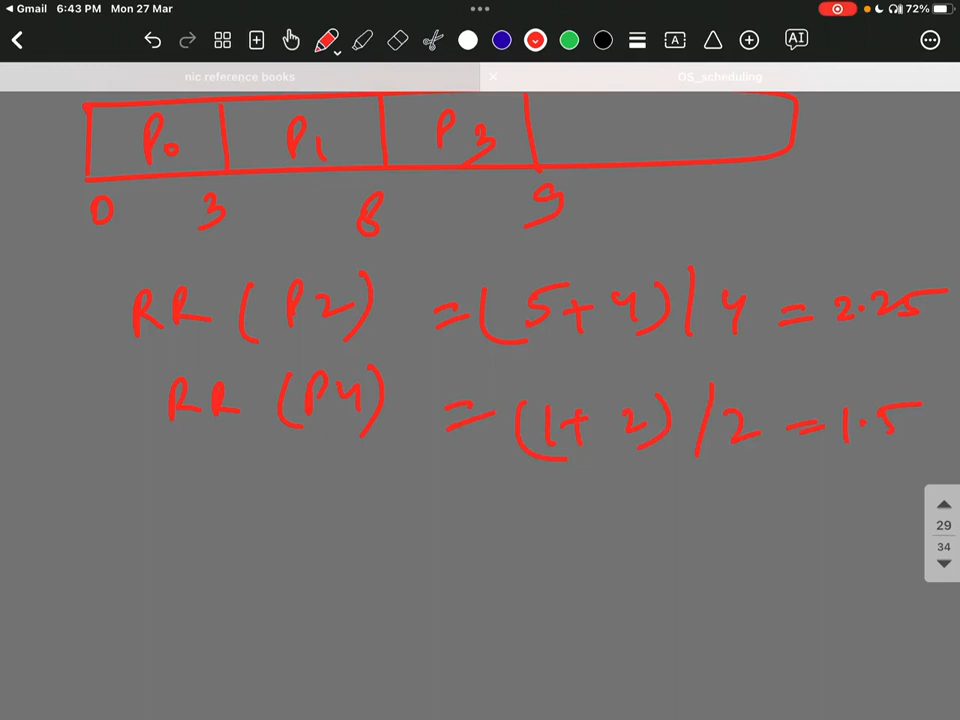 Gmail 6:43 PM Mon 27 Mar 72%
A AI
nic reference books OS_scheduling
P0 P1 P3
0 3 8 9
RR (P2) = (5+4)/4 = 2.25
RR (P4) = (1+2)/2 = 1.5
29
34